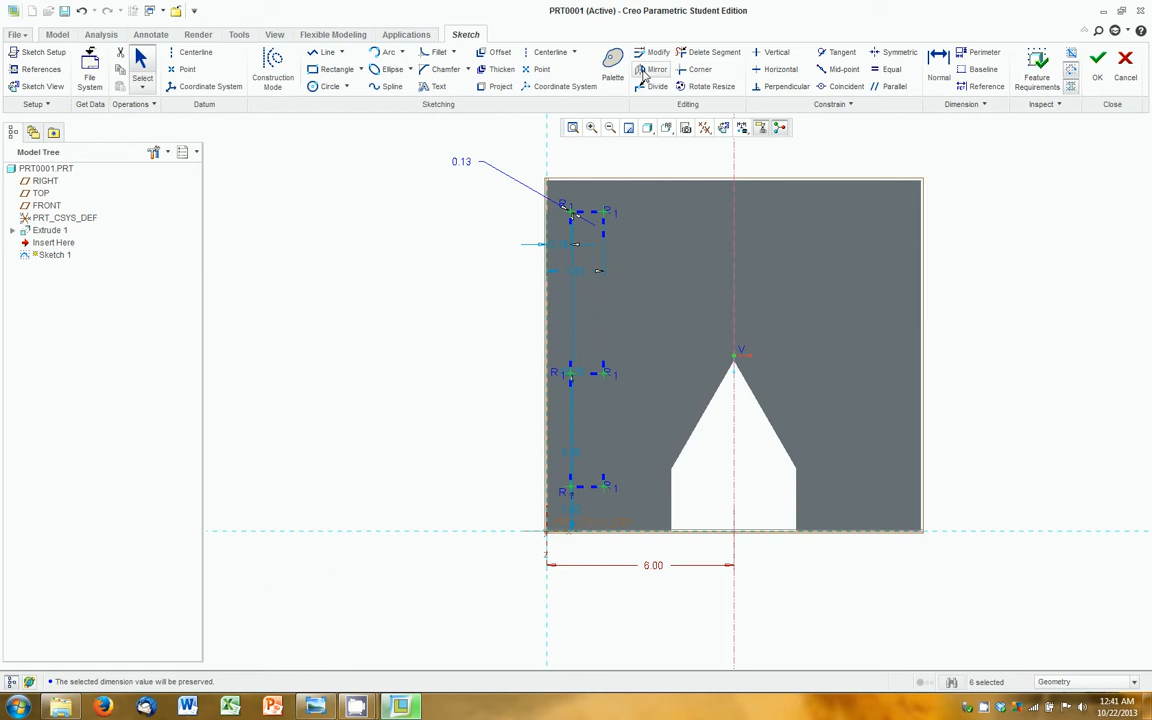 PRT0001 (Active) - Creo Parametric Student Edition
File Model Analysis Annotate Render Tools View Flexible Modeling Applications Sketch
Sketch Setup
References
Sketch View
File System
Select
Centerline
Point
Coordinate System
Construction Mode
Line Arc Fillet Offset Centerline
Rectangle Ellipse Chamfer Thicken Point
Circle Spline Text Project Coordinate System
Palette
Modify Delete Segment
Mirror Corner
Divide Rotate Resize
Vertical Tangent Symmetric
Horizontal Mid-point Equal
Perpendicular Coincident Parallel
Normal
Perimeter
Baseline
Reference
Feature Requirements
OK
Cancel
Setup Get Data Operations Datum Sketching Editing Constrain Dimension Inspect Close
Model Tree
PRT0001.PRT
RIGHT
TOP
FRONT
PRT_CSYS_DEF
Extrude 1
Insert Here
Sketch 1
0.13
R 1 R 1
V
R 1 R 1
R 1 R 1
6.00
The selected dimension value will be preserved.
6 selected
Geometry
12:41 AM
10/22/2013